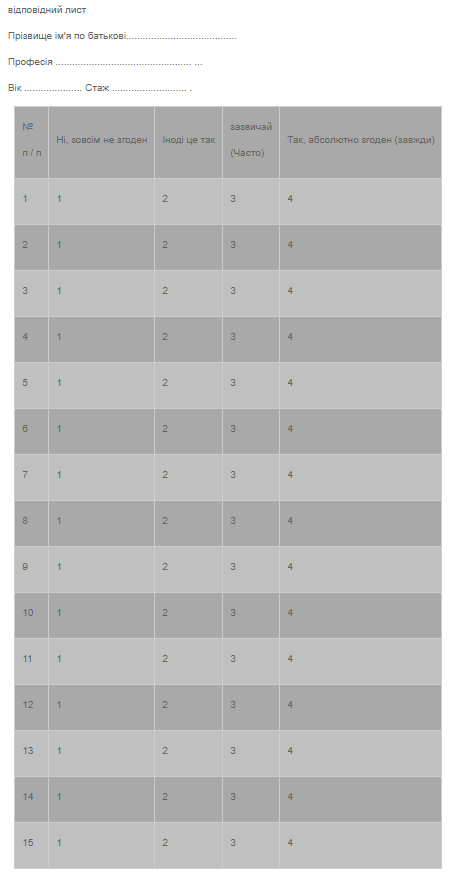 відповідний лист
Прізвище ім'я по батькові........................................
Професія ................................................. ...
Вік ..................... Стаж ........................... .
№ п / п Ні, зовсім не згоден Іноді це так зазвичай (Часто) Так, абсолютно згоден (завжди)
1 1 2 3 4
2 1 2 3 4
3 1 2 3 4
4 1 2 3 4
5 1 2 3 4
6 1 2 3 4
7 1 2 3 4
8 1 2 3 4
9 1 2 3 4
10 1 2 3 4
11 1 2 3 4
12 1 2 3 4
13 1 2 3 4
14 1 2 3 4
15 1 2 3 4